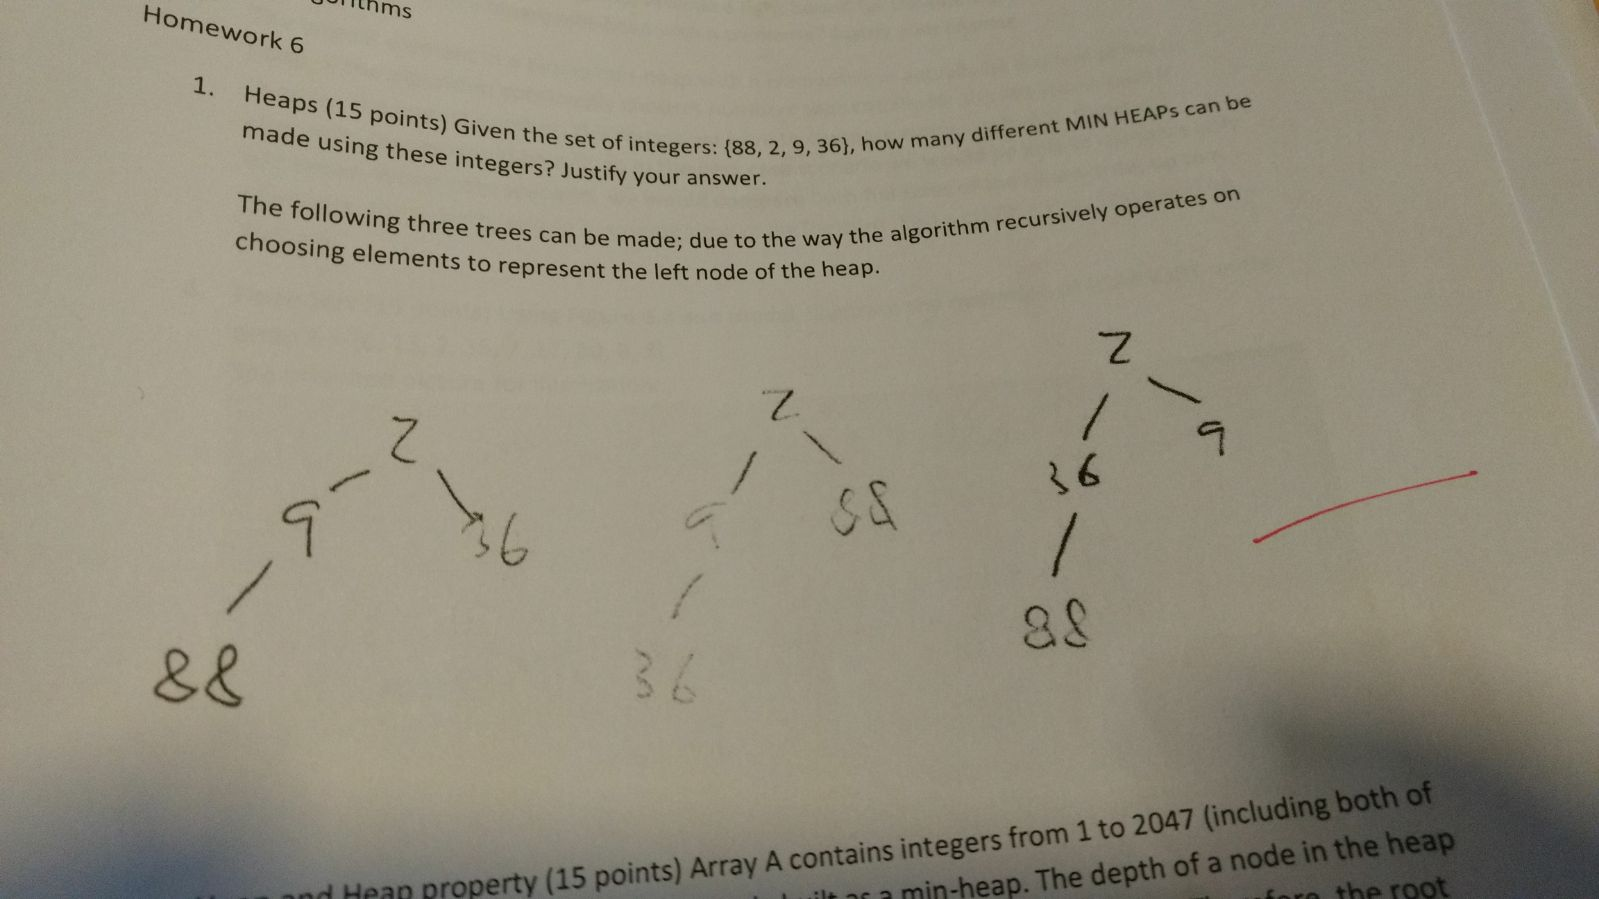 Homework 6
1. Heaps (15 points) Given the set of integers: {88, 2, 9, 36}, how many different MIN HEAPs can be
made using these integers? Justify your answer.
The following three trees can be made; due to the way the algorithm recursively operates on
choosing elements to represent the left node of the heap.
2
9 36
88
2
9 88
36
2
36 9
88
and Heap property (15 points) Array A contains integers from 1 to 2047 (including both of
as a min-heap. The depth of a node in the heap
the root